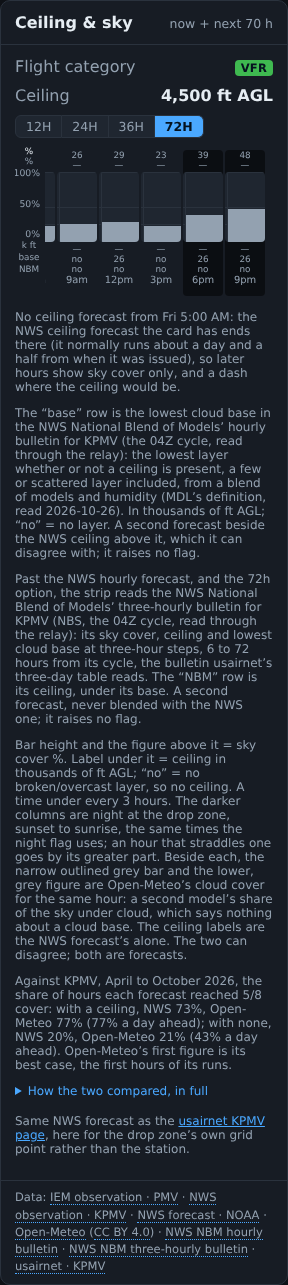 Ceiling & sky now + next 70 h
Flight category VFR
Ceiling 4,500 ft AGL
12H 24H 36H 72H
% 26 29 23 39 48
% — — — — —
100%
50%
0%
k ft — — — — —
base no no no 26 26
NBM no no no no no
9am 12pm 3pm 6pm 9pm
No ceiling forecast from Fri 5:00 AM: the
NWS ceiling forecast the card has ends
there (it normally runs about a day and a
half from when it was issued), so later
hours show sky cover only, and a dash
where the ceiling would be.
The “base” row is the lowest cloud base in
the NWS National Blend of Models’ hourly
bulletin for KPMV (the 04Z cycle, read
through the relay): the lowest layer
whether or not a ceiling is present, a few
or scattered layer included, from a blend
of models and humidity (MDL’s definition,
read 2026-10-26). In thousands of ft AGL;
“no” = no layer. A second forecast beside
the NWS ceiling above it, which it can
disagree with; it raises no flag.
Past the NWS hourly forecast, and the 72h
option, the strip reads the NWS National
Blend of Models’ three-hourly bulletin for
KPMV (NBS, the 04Z cycle, read through
the relay): its sky cover, ceiling and lowest
cloud base at three-hour steps, 6 to 72
hours from its cycle, the bulletin usairnet’s
three-day table reads. The “NBM” row is
its ceiling, under its base. A second
forecast, never blended with the NWS
one; it raises no flag.
Bar height and the figure above it = sky
cover %. Label under it = ceiling in
thousands of ft AGL; “no” = no
broken/overcast layer, so no ceiling. A
time under every 3 hours. The darker
columns are night at the drop zone,
sunset to sunrise, the same times the
night flag uses; an hour that straddles one
goes by its greater part. Beside each, the
narrow outlined grey bar and the lower,
grey figure are Open-Meteo’s cloud cover
for the same hour: a second model’s share
of the sky under cloud, which says nothing
about a cloud base. The ceiling labels are
the NWS forecast’s alone. The two can
disagree; both are forecasts.
Against KPMV, April to October 2026, the
share of hours each forecast reached 5/8
cover: with a ceiling, NWS 73%, Open-
Meteo 77% (77% a day ahead); with none,
NWS 20%, Open-Meteo 21% (43% a day
ahead). Open-Meteo’s first figure is its
best case, the first hours of its runs.
▶ How the two compared, in full
Same NWS forecast as the usairnet KPMV
page, here for the drop zone’s own grid
point rather than the station.
Data: IEM observation · PMV · NWS
observation · KPMV · NWS forecast · NOAA ·
Open-Meteo (CC BY 4.0) · NWS NBM hourly
bulletin · NWS NBM three-hourly bulletin ·
usairnet · KPMV